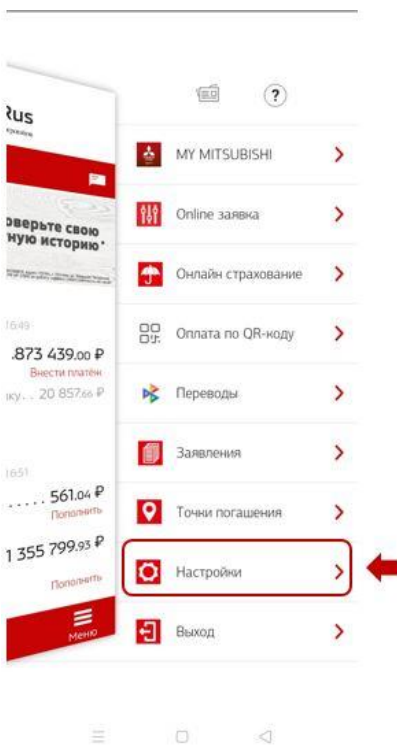 Rus
?
MY MITSUBISHI
Online заявка
оверьте свою
ную историю*
Онлайн страхование
16:49
.873 439.00 ₽
Внести платёж
ку. . 20 857.66 ₽
Оплата по QR-коду
Переводы
Заявления
16:51
..... 561.04 ₽
Пополнить
Точки погашения
1 355 799.93 ₽
Пополнить
Настройки
Меню
Выход